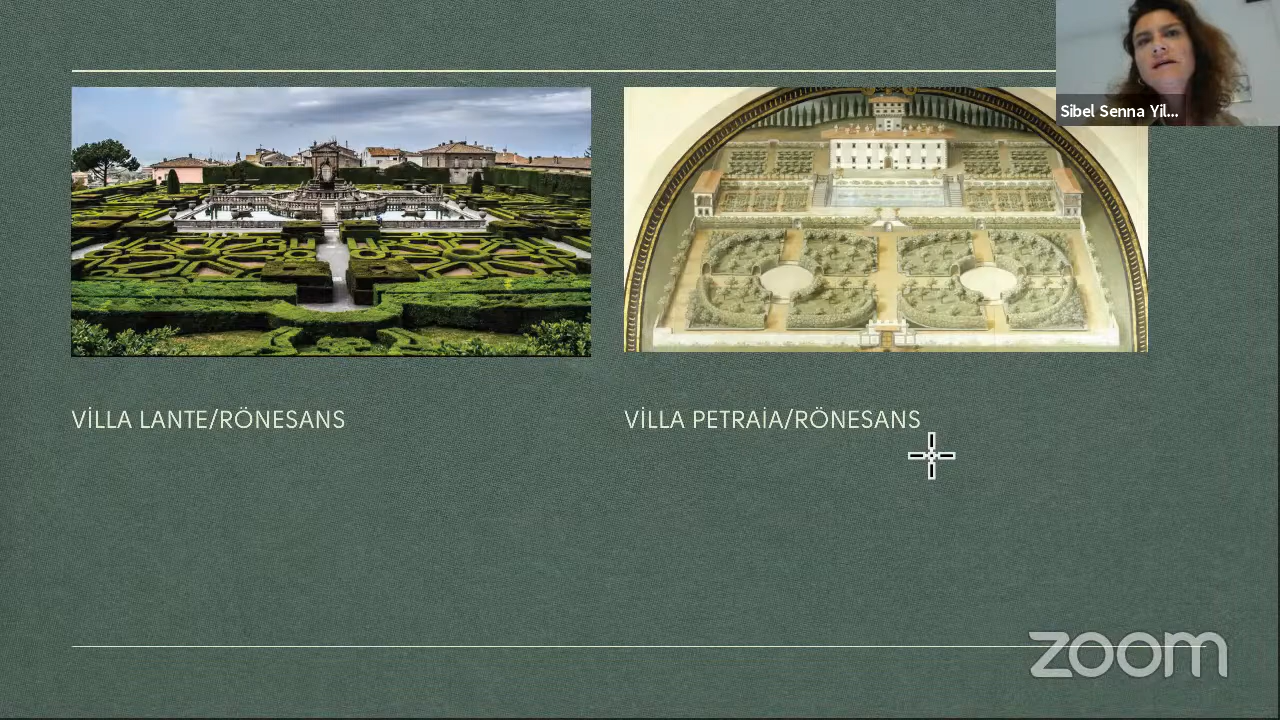 Sibel Senna Yil...
VİLLA LANTE/RÖNESANS
VİLLA PETRAİA/RÖNESANS
zoom